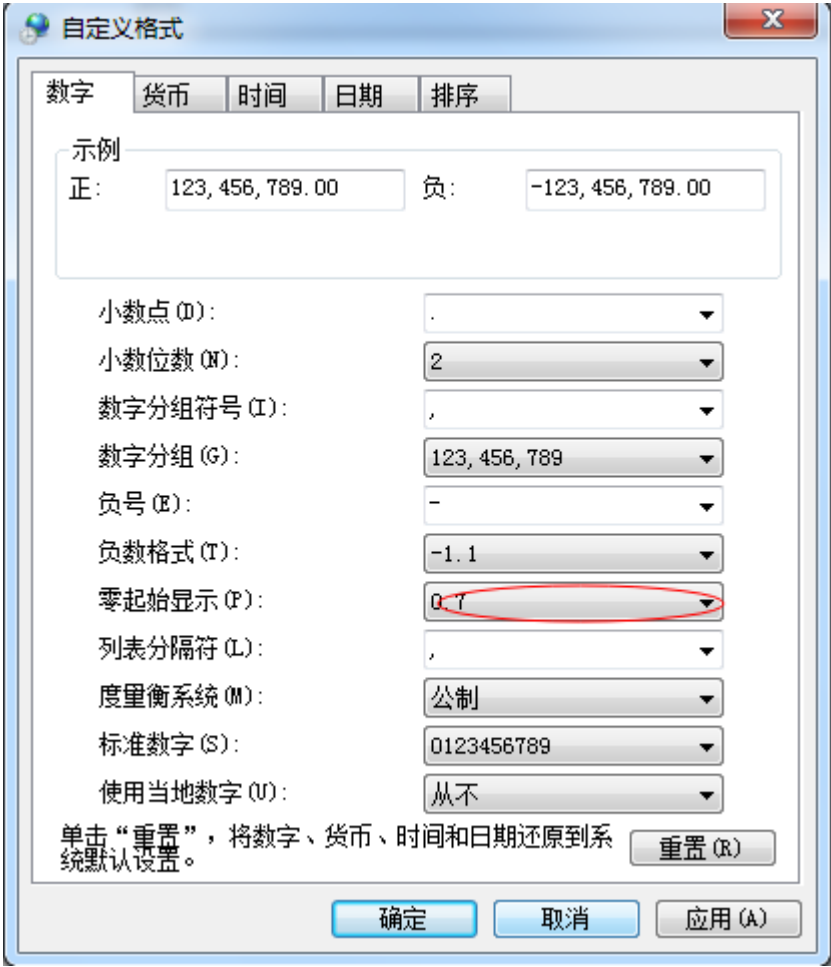 自定义格式
数字 货币 时间 日期 排序
示例
正: 123,456,789.00 负: -123,456,789.00
小数点(D): .
小数位数(N): 2
数字分组符号(I): ,
数字分组(G): 123,456,789
负号(E): -
负数格式(T): -1.1
零起始显示(P): 0.7
列表分隔符(L): ,
度量衡系统(M): 公制
标准数字(S): 0123456789
使用当地数字(U): 从不
单击“重置”，将数字、货币、时间和日期还原到系
统默认设置。 重置(R)
确定 取消 应用(A)